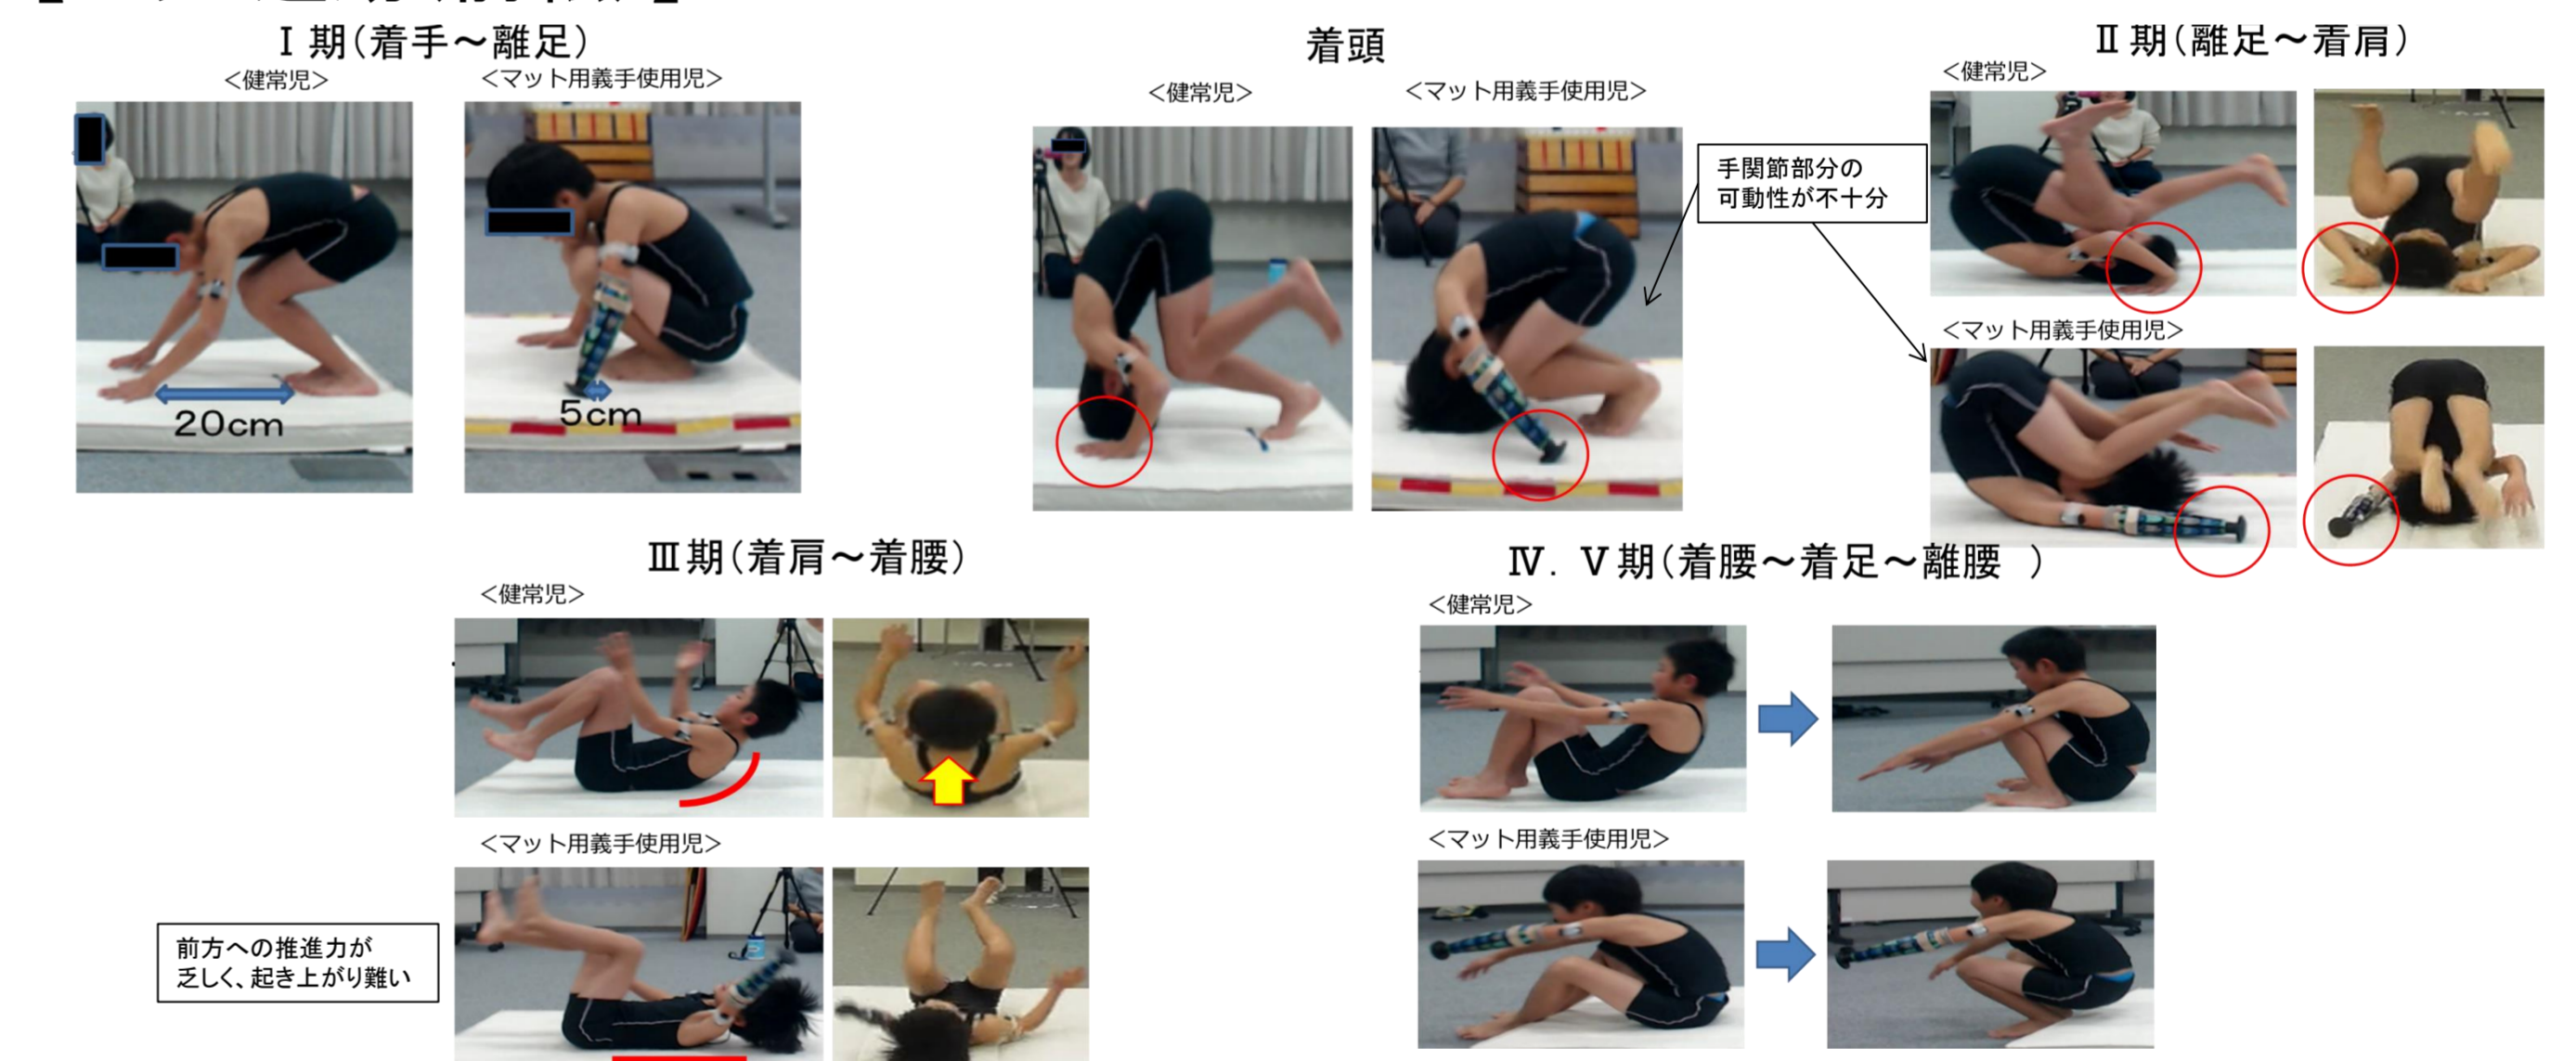 Ⅰ期(着手～離足)
＜健常児＞
＜マット用義手使用児＞
20cm
5cm
着頭
＜健常児＞
＜マット用義手使用児＞
手関節部分の
可動性が不十分
Ⅱ期(離足～着肩)
＜健常児＞
＜マット用義手使用児＞
Ⅲ期(着肩～着腰)
＜健常児＞
＜マット用義手使用児＞
前方への推進力が
乏しく、起き上がり難い
Ⅳ．Ⅴ期(着腰～着足～離腰　)
＜健常児＞
＜マット用義手使用児＞